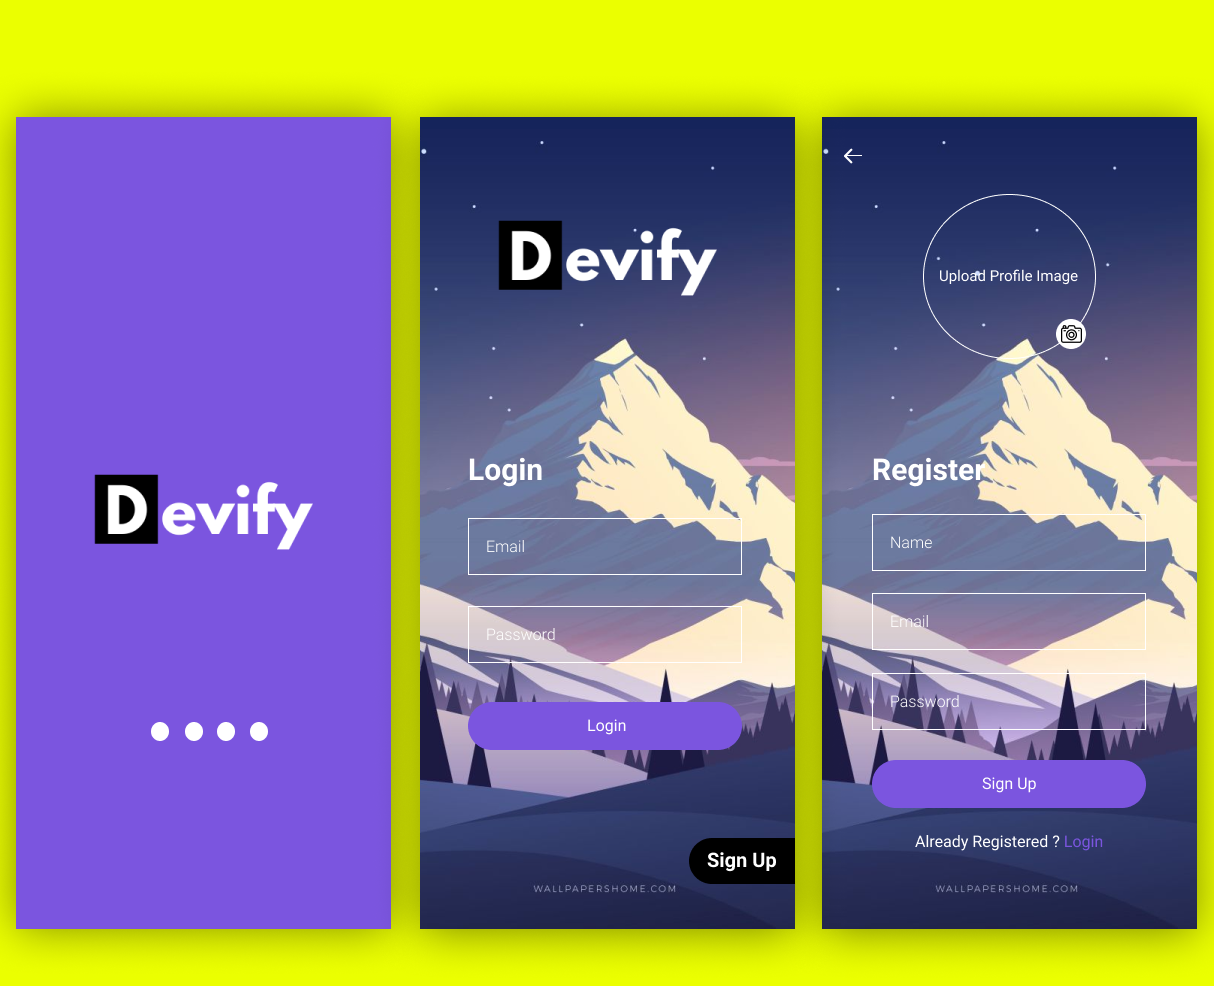 Devify
Devify
Login
Email
Password
Login
Sign Up
WALLPAPERSHOME.COM
Upload Profile Image
Register
Name
Email
Password
Sign Up
Already Registered ? Login
WALLPAPERSHOME.COM